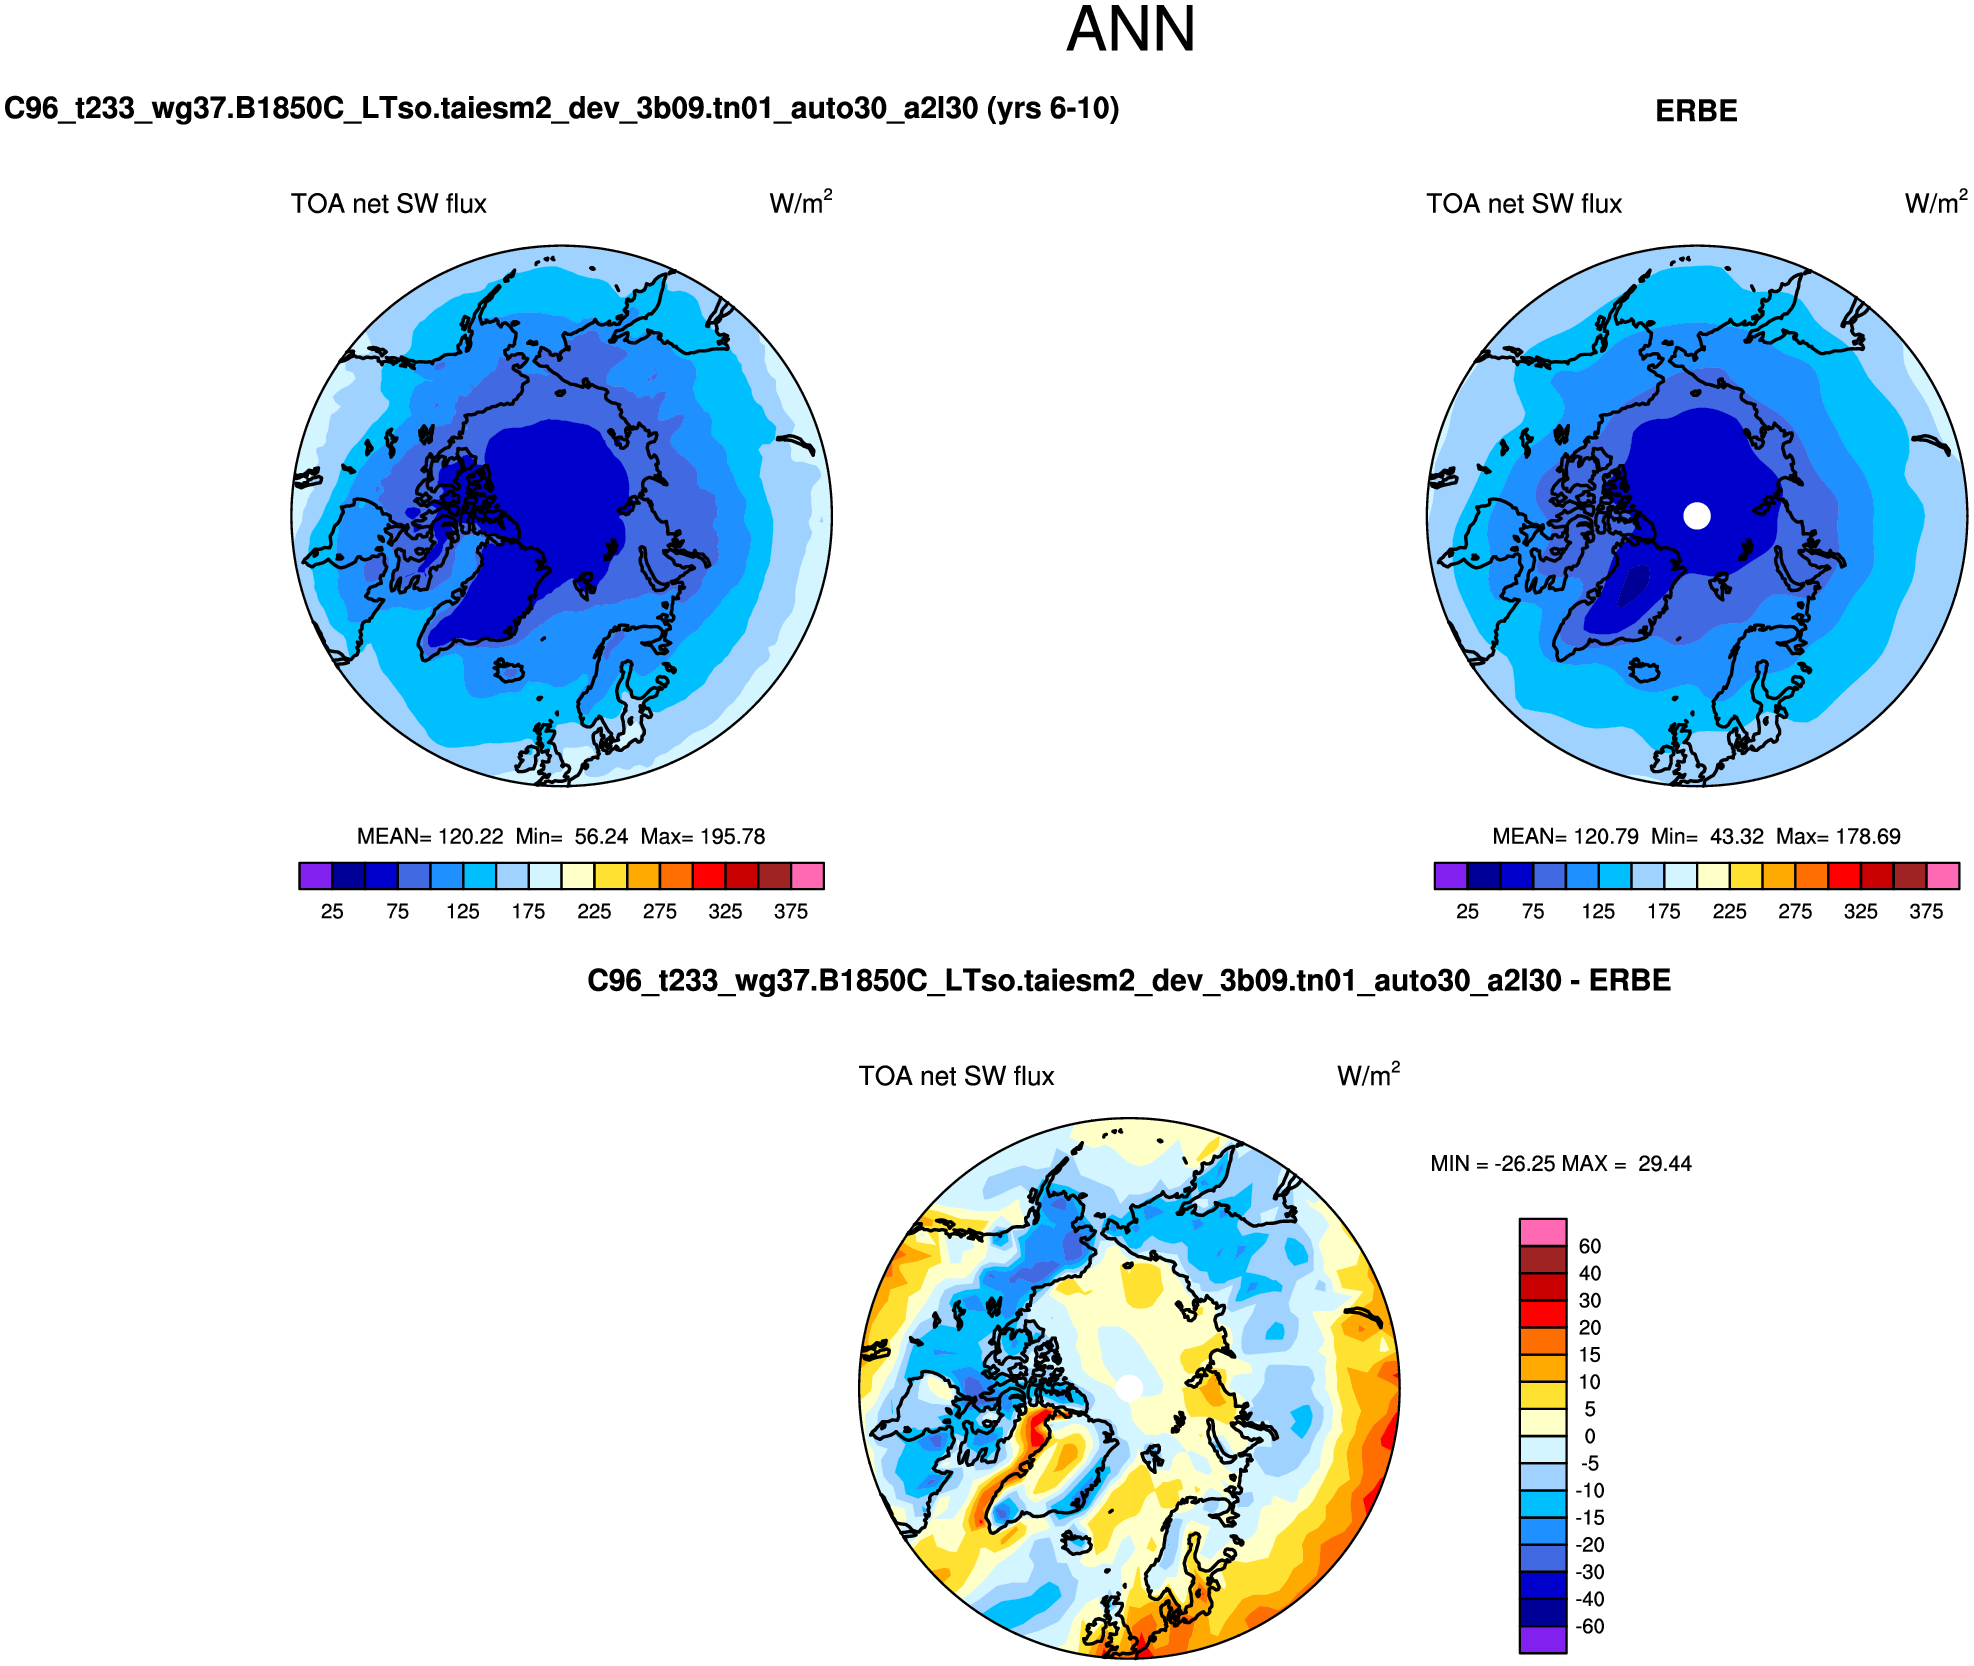 ANN
C96_t233_wg37.B1850C_LTso.taiesm2_dev_3b09.tn01_auto30_a2l30 (yrs 6-10)
ERBE
TOA net SW flux W/m2
TOA net SW flux W/m2
MEAN= 120.22 Min= 56.24 Max= 195.78
MEAN= 120.79 Min= 43.32 Max= 178.69
25 75 125 175 225 275 325 375
25 75 125 175 225 275 325 375
C96_t233_wg37.B1850C_LTso.taiesm2_dev_3b09.tn01_auto30_a2l30 - ERBE
TOA net SW flux W/m2
MIN = -26.25 MAX = 29.44
60
40
30
20
15
10
5
0
-5
-10
-15
-20
-30
-40
-60